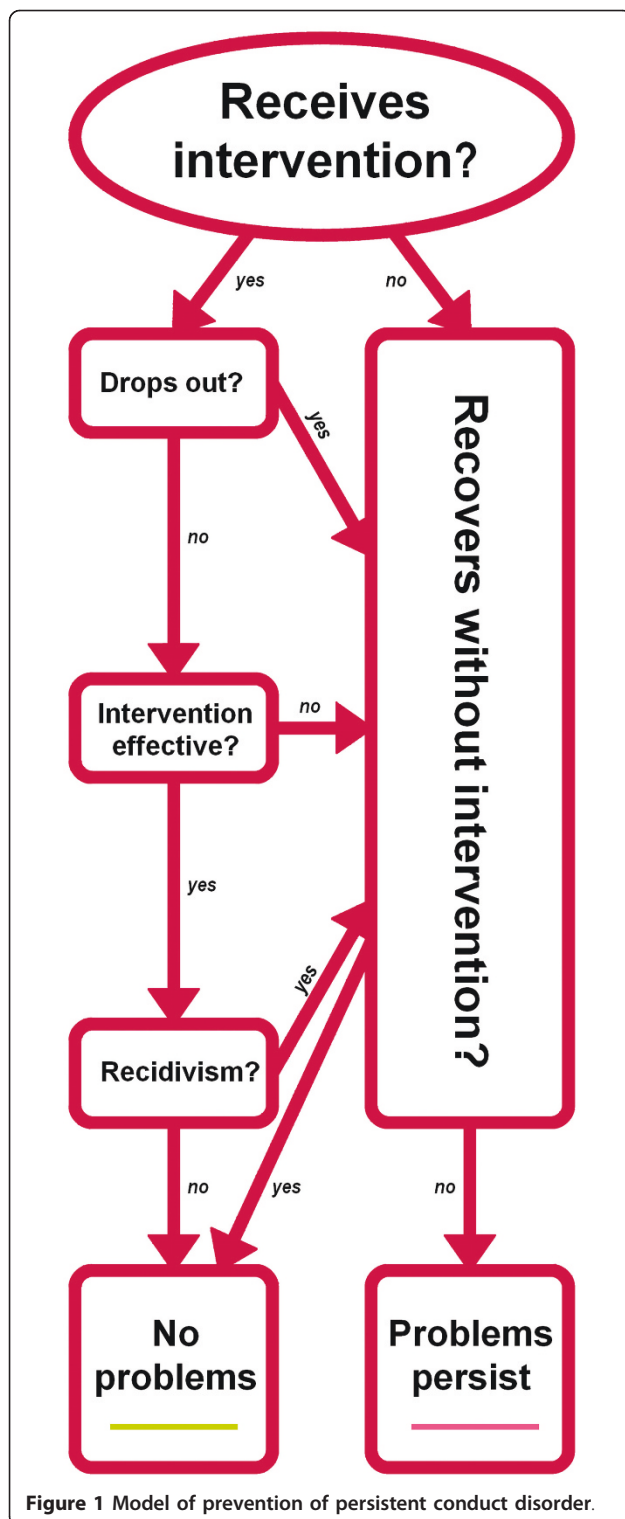 Receives
intervention?
yes
no
Drops out?
yes
no
Recovers without intervention?
Intervention
effective?
no
yes
yes
Recidivism?
no
yes
no
No
problems
Problems
persist
Figure 1 Model of prevention of persistent conduct disorder.